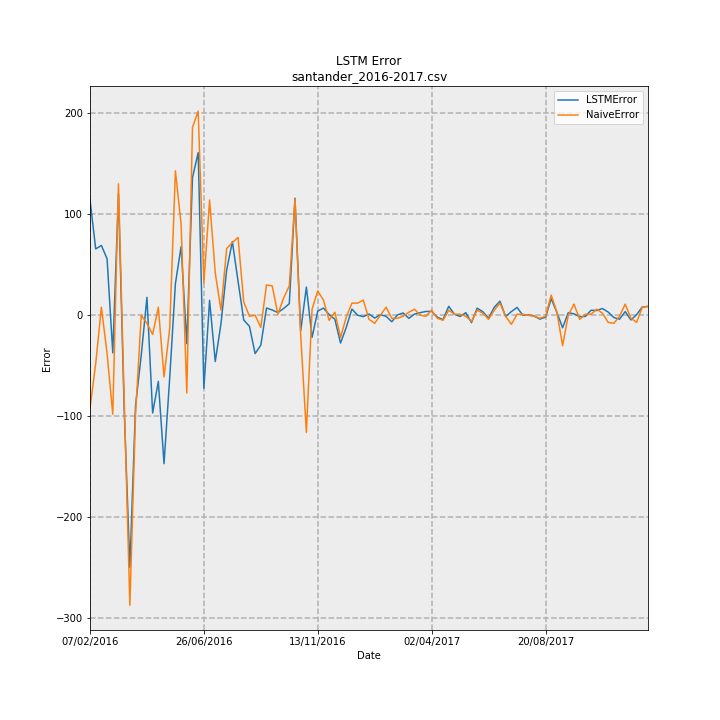 LSTM Error
santander_2016-2017.csv
LSTMError
NaiveError
200
100
0
−100
−200
−300
Error
07/02/2016
26/06/2016
13/11/2016
02/04/2017
20/08/2017
Date